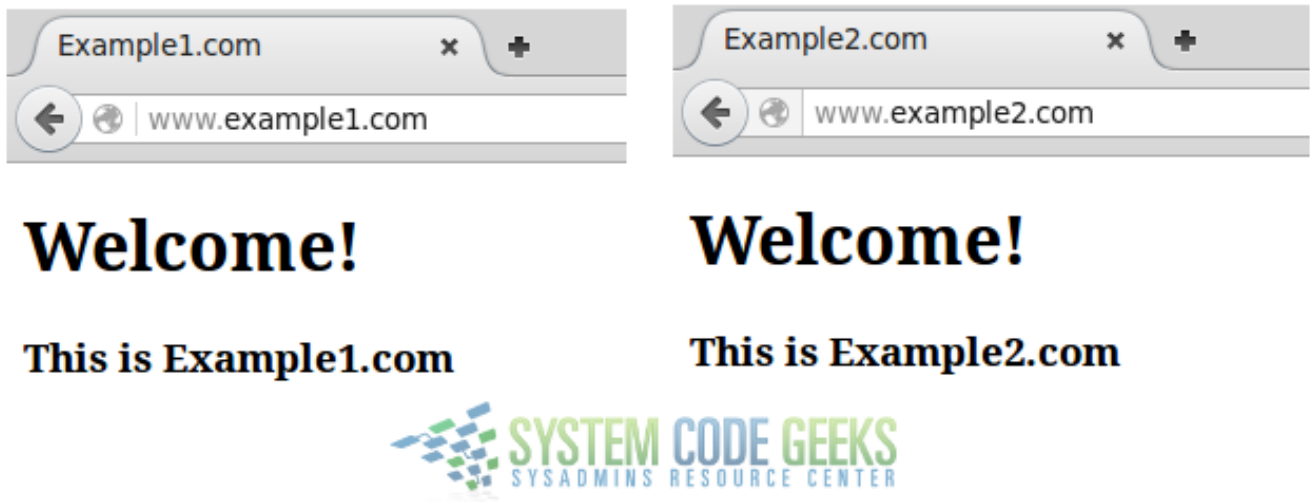 Example1.com
www.example1.com
Welcome!
This is Example1.com
Example2.com
www.example2.com
Welcome!
This is Example2.com
SYSTEM CODE GEEKS
SYSADMINS RESOURCE CENTER